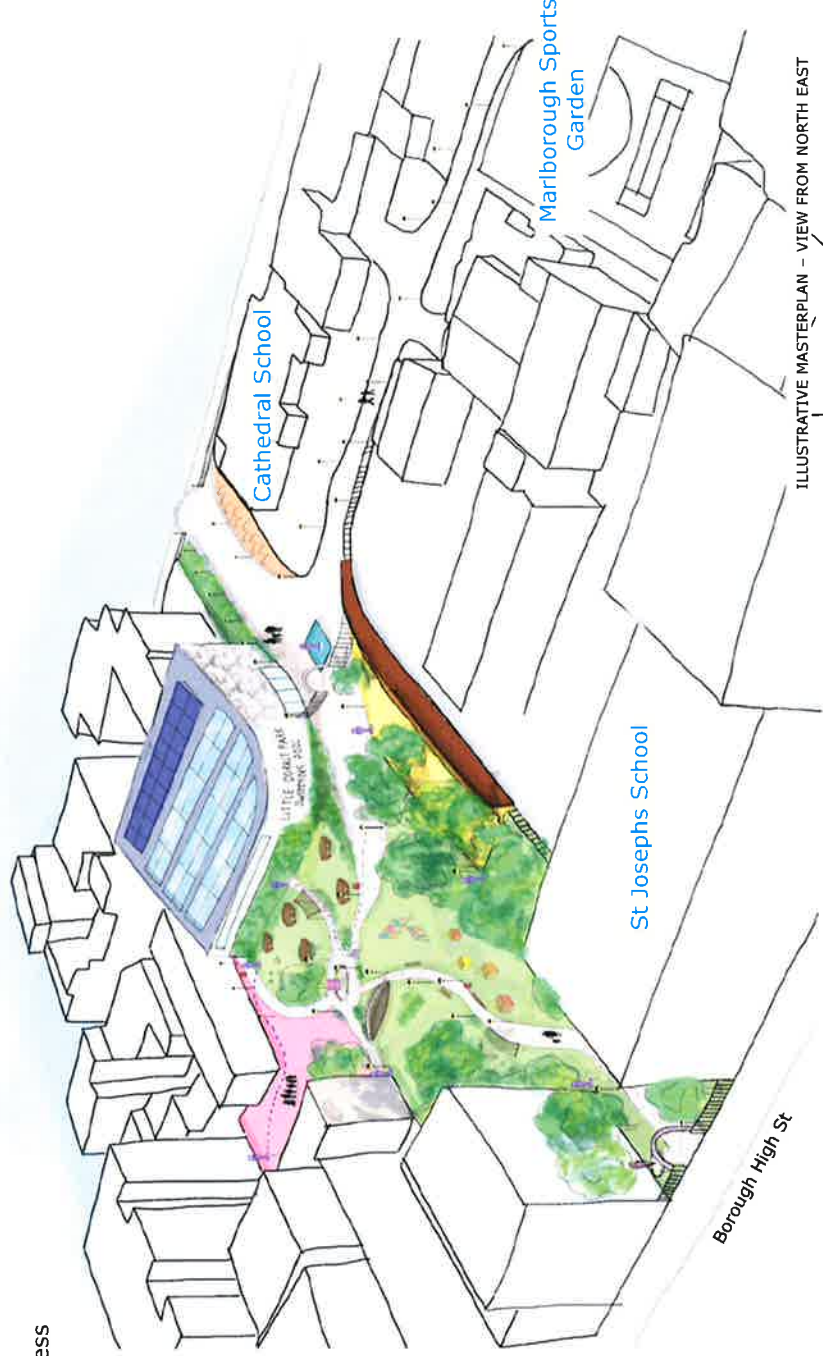 ess
Cathedral School
Marlborough Sports
Garden
LITTLE DORRIT PARK
SWIMMING POOL
St Josephs School
Borough High St
ILLUSTRATIVE MASTERPLAN – VIEW FROM NORTH EAST